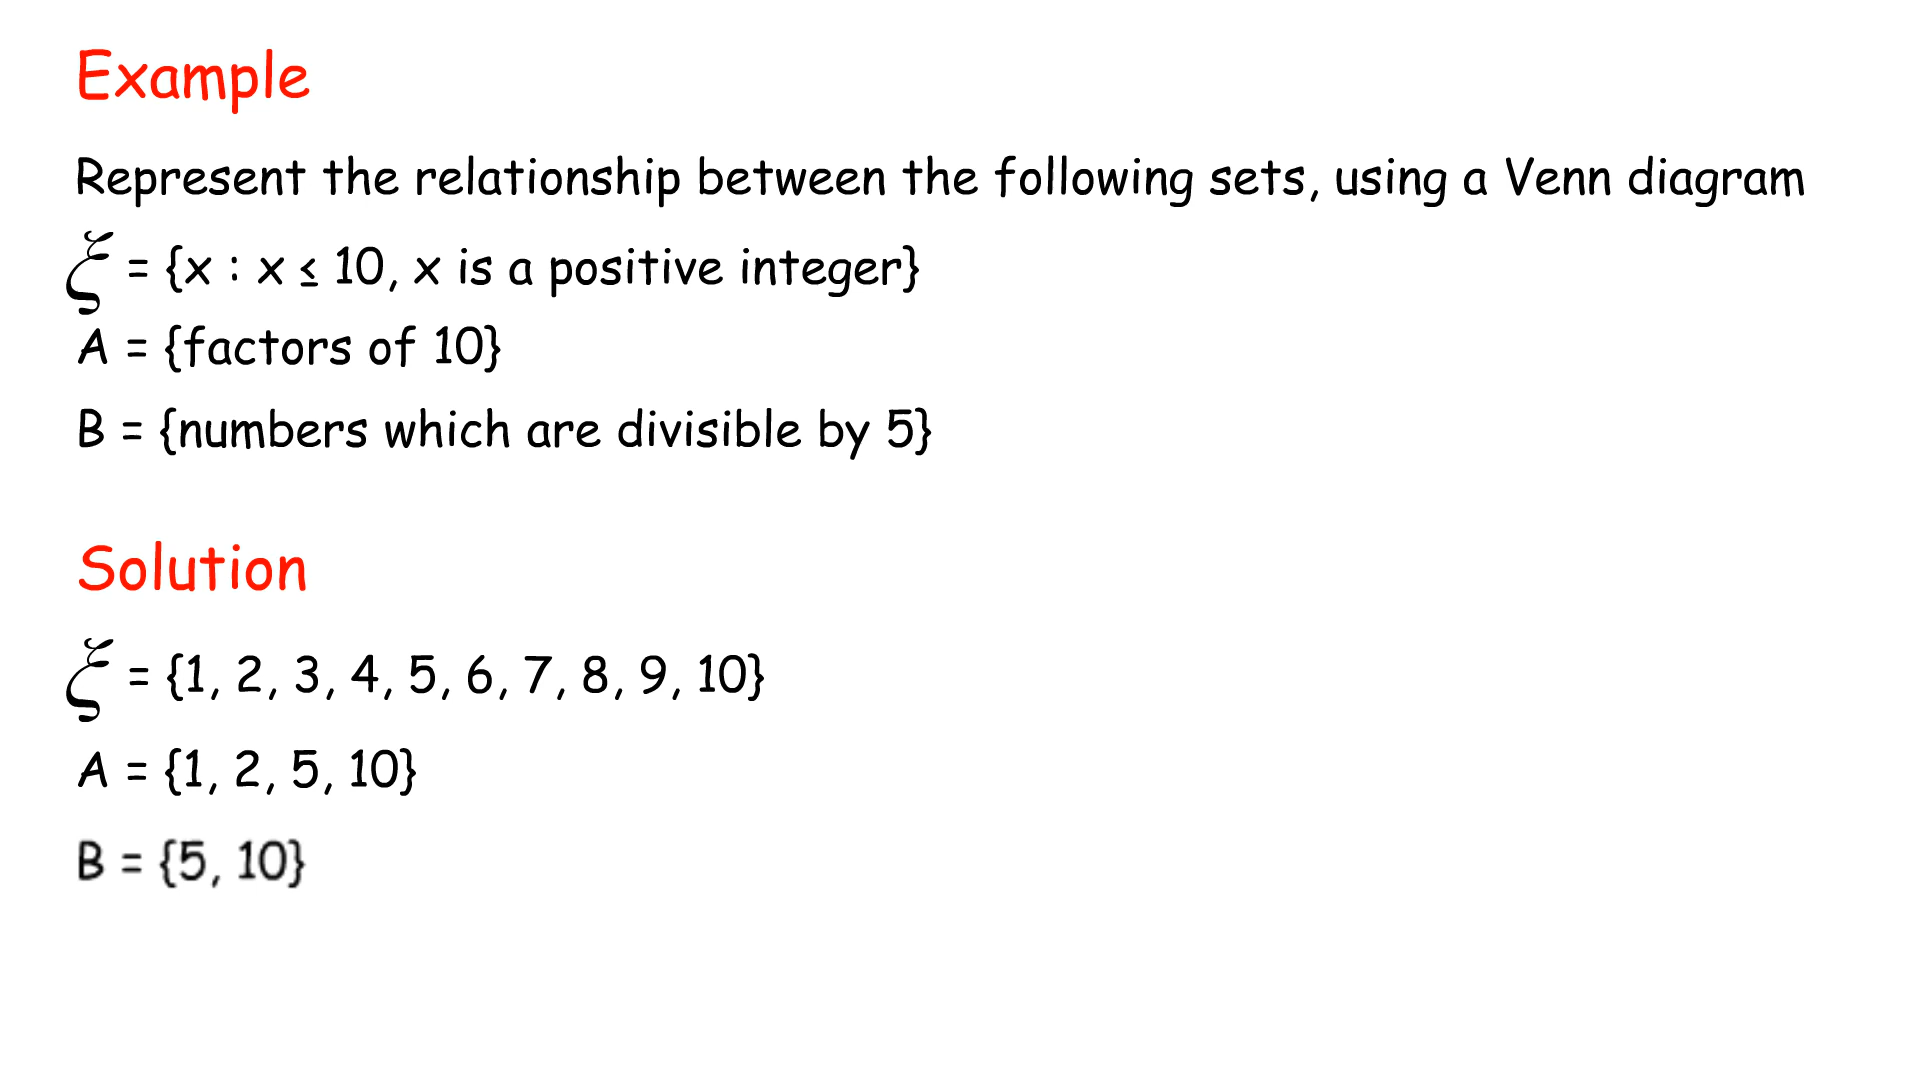 Example
Represent the relationship between the following sets, using a Venn diagram
ξ = {x : x ≤ 10, x is a positive integer}
A = {factors of 10}
B = {numbers which are divisible by 5}
Solution
ξ = {1, 2, 3, 4, 5, 6, 7, 8, 9, 10}
A = {1, 2, 5, 10}
B = {5, 10}